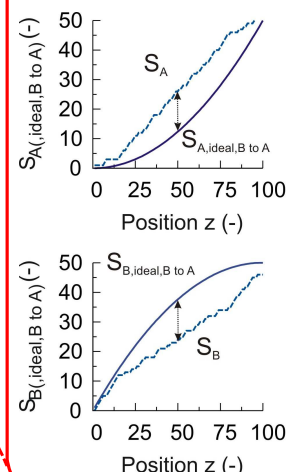 S_A(,ideal,B to A) (-)
50
40
30
20
10
0
S_A
S_A,ideal,B to A
0 25 50 75 100
Position z (-)
S_B(,ideal,B to A) (-)
50
40
30
20
10
0
S_B,ideal,B to A
S_B
0 25 50 75 100
Position z (-)